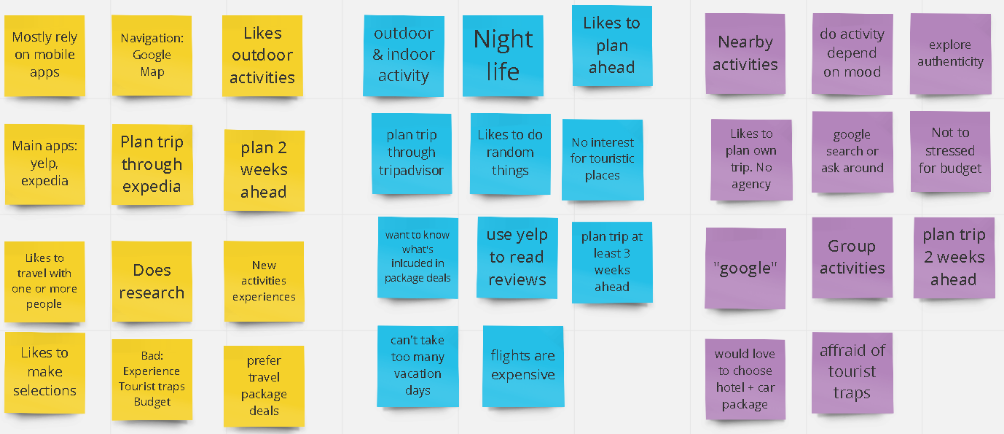 Mostly rely
on mobile
apps
Navigation:
Google
Map
Likes
outdoor
activities
outdoor
& indoor
activity
Night
life
Likes to
plan
ahead
Nearby
activities
do activity
depend
on mood
explore
authenticity
Main apps:
yelp,
expedia
Plan trip
through
expedia
plan 2
weeks
ahead
plan trip
through
tripadvisor
Likes to do
random
things
No interest
for touristic
places
Likes to
plan own
trip. No
agency
google
search or
ask around
Not to
stressed
for budget
Likes to
travel with
one or more
people
Does
research
New
activities
experiences
want to know
what's
inlcuded in
package deals
use yelp
to read
reviews
plan trip at
least 3
weeks
ahead
"google"
Group
activities
plan trip
2 weeks
ahead
Likes to
make
selections
Bad:
Experience
Tourist traps
Budget
prefer
travel
package
deals
can't take
too many
vacation
days
flights are
expensive
would love
to choose
hotel + car
package
affraid of
tourist
traps